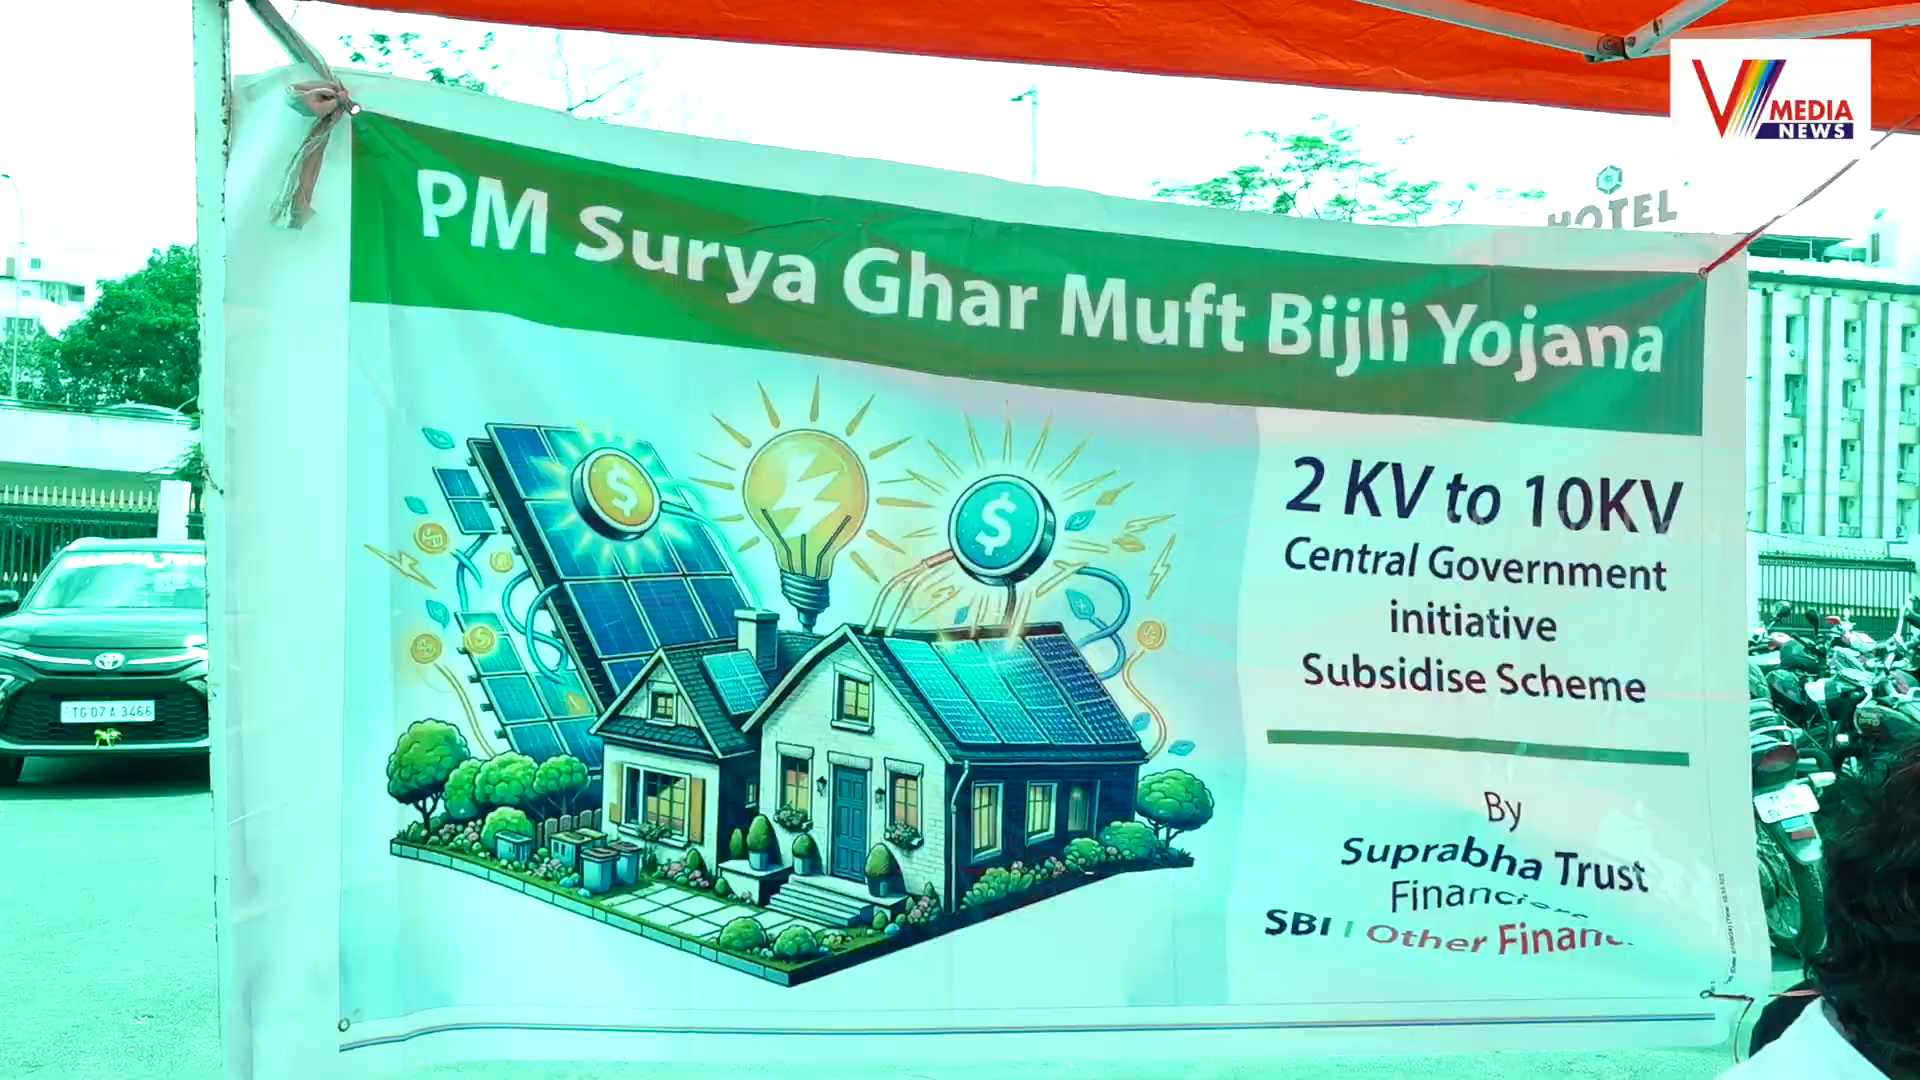 V MEDIA
NEWS
HOTEL
PM Surya Ghar Muft Bijli Yojana
2 KV to 10KV
Central Government
initiative
Subsidise Scheme
By
Suprabha Trust
Financiers
SBI | Other
TG 07 A 3466